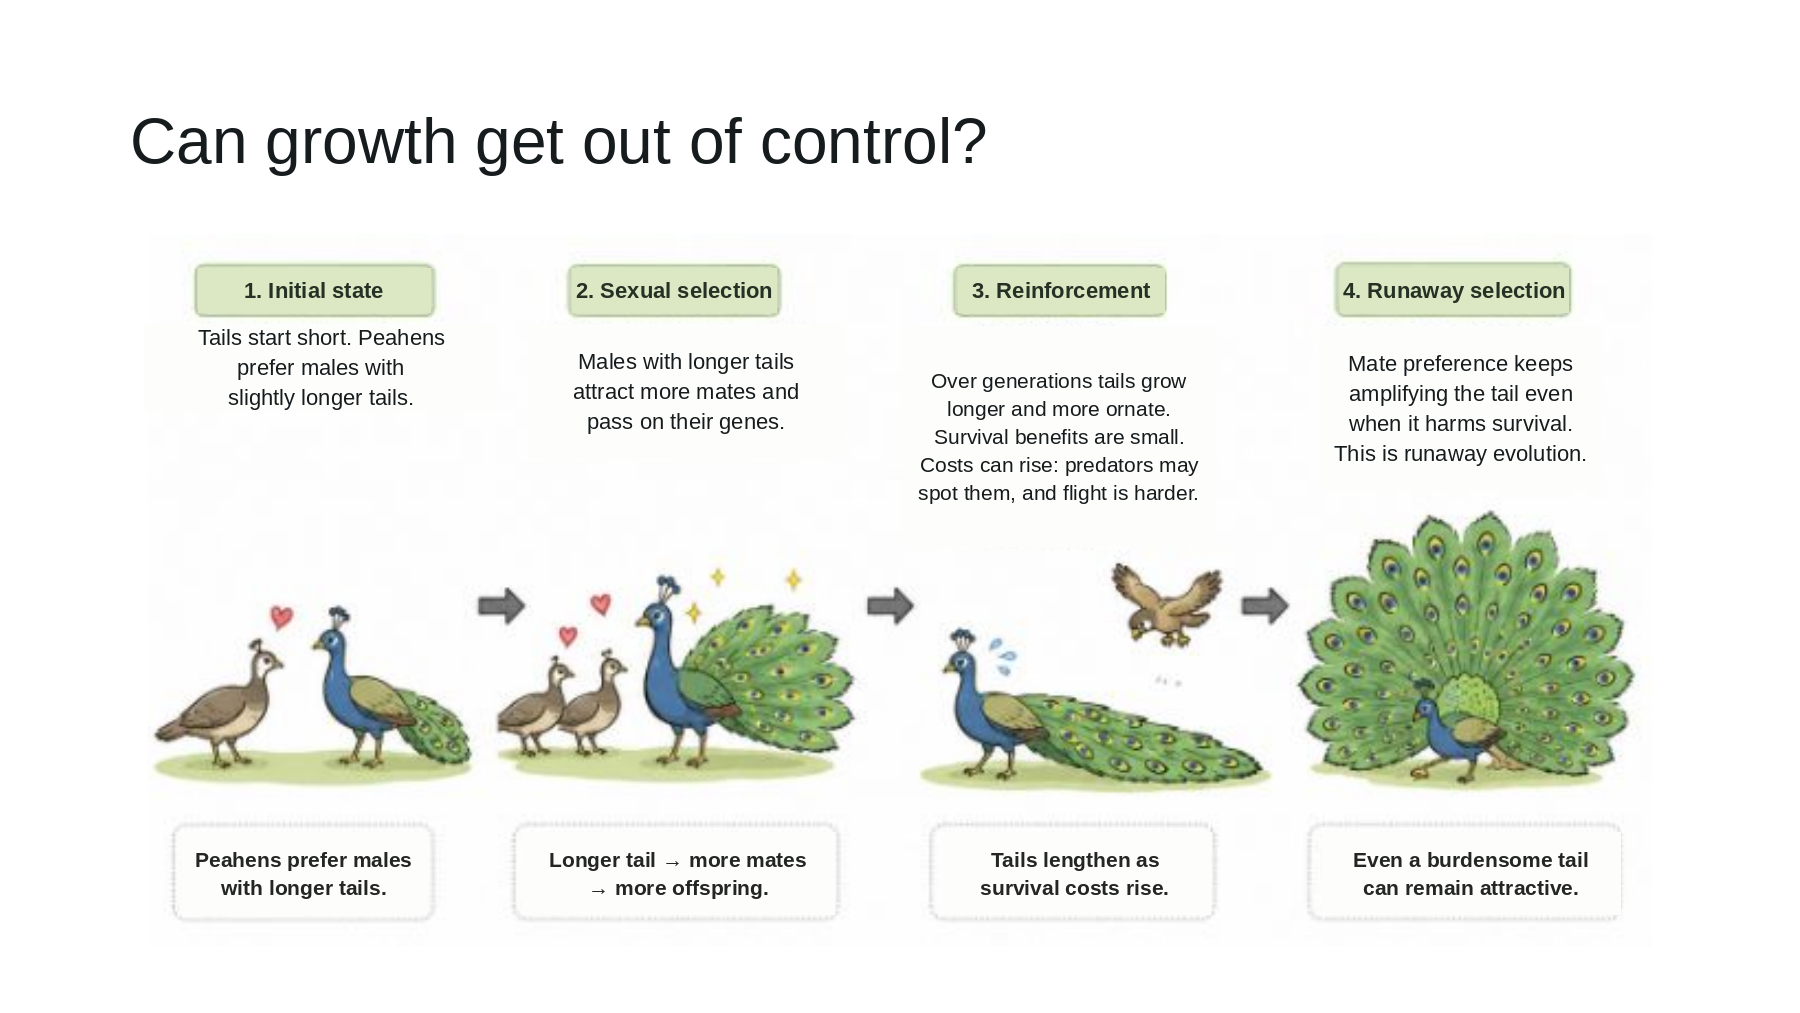 Can growth get out of control?
1. Initial state
Tails start short. Peahens
prefer males with
slightly longer tails.
2. Sexual selection
Males with longer tails
attract more mates and
pass on their genes.
3. Reinforcement
Over generations tails grow
longer and more ornate.
Survival benefits are small.
Costs can rise: predators may
spot them, and flight is harder.
4. Runaway selection
Mate preference keeps
amplifying the tail even
when it harms survival.
This is runaway evolution.
Peahens prefer males
with longer tails.
Longer tail → more mates
→ more offspring.
Tails lengthen as
survival costs rise.
Even a burdensome tail
can remain attractive.